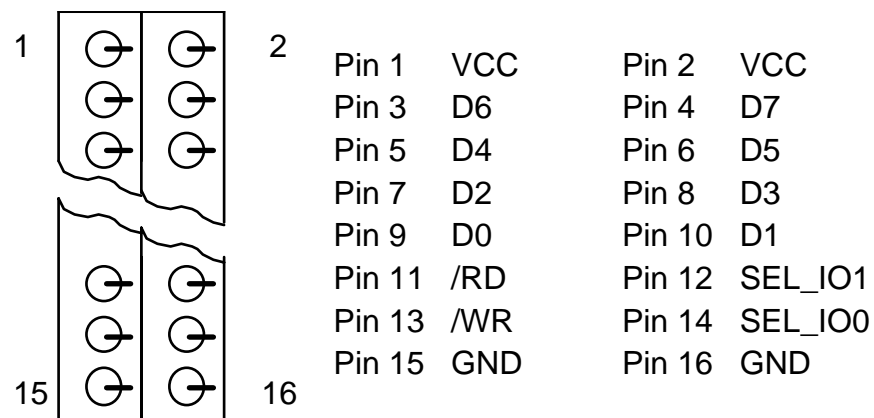 1 2
Pin 1 VCC Pin 2 VCC
Pin 3 D6 Pin 4 D7
Pin 5 D4 Pin 6 D5
Pin 7 D2 Pin 8 D3
Pin 9 D0 Pin 10 D1
Pin 11 /RD Pin 12 SEL_IO1
Pin 13 /WR Pin 14 SEL_IO0
Pin 15 GND Pin 16 GND
15 16